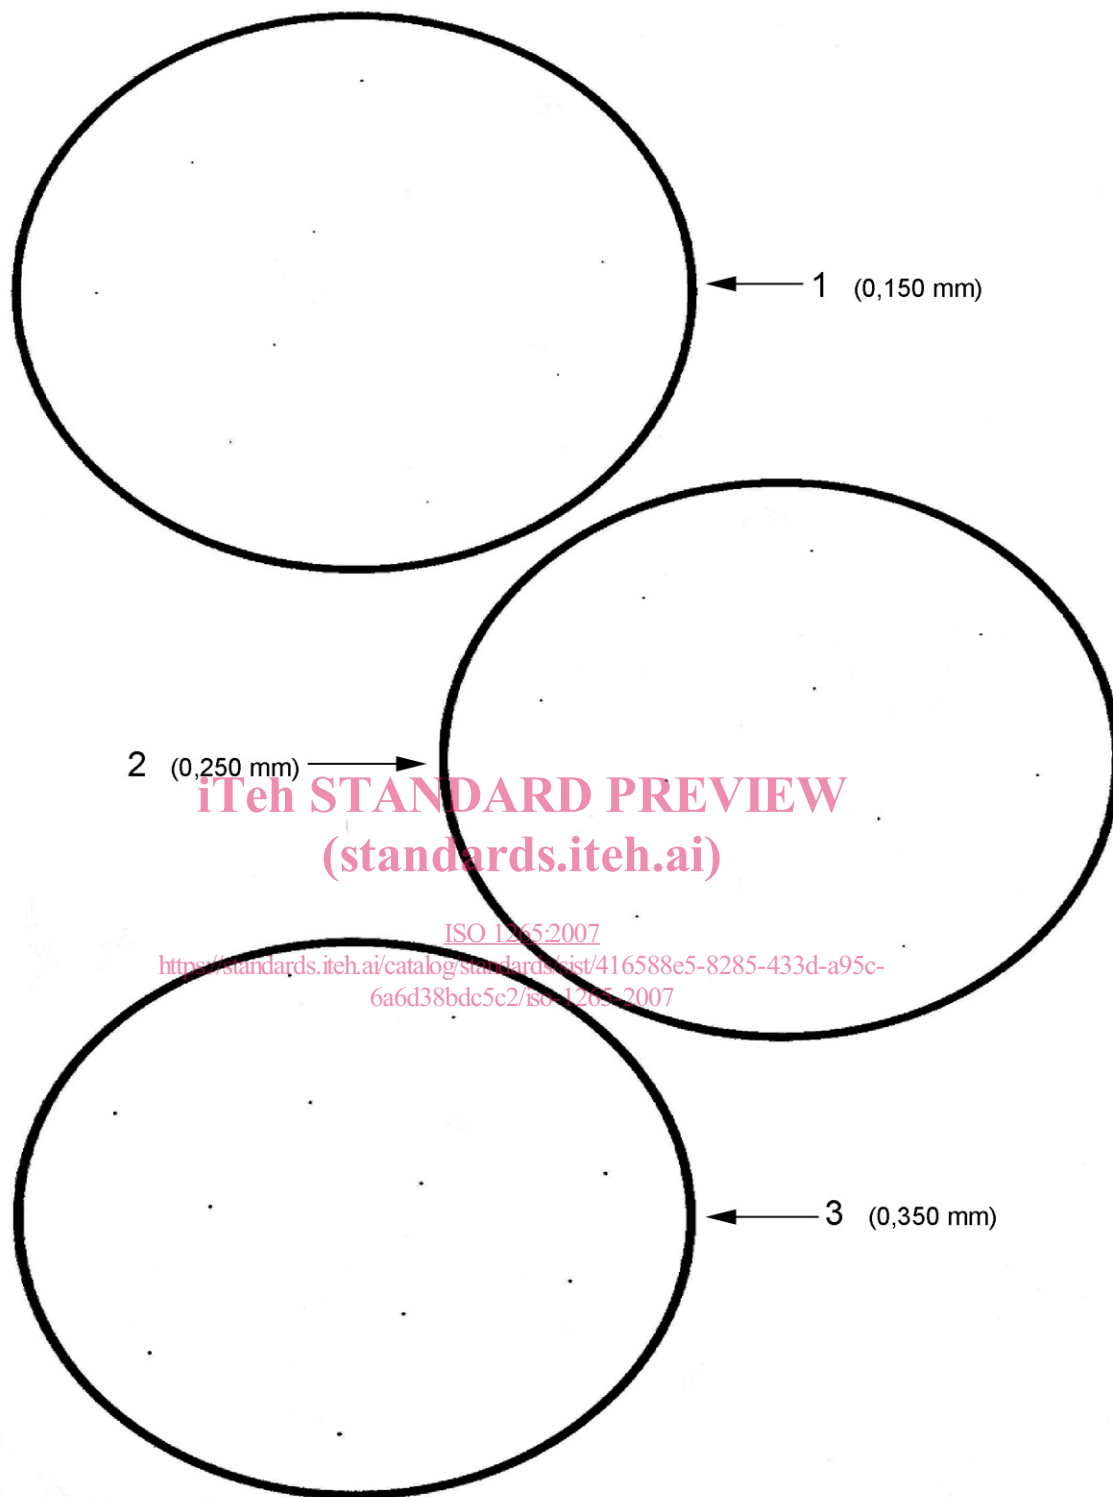 1 (0,150 mm)
2 (0,250 mm)
iTeh STANDARD PREVIEW
(standards.iteh.ai)
ISO 1265:2007
https://standards.iteh.ai/catalog/standards/sist/416588e5-8285-433d-a95c-
6a6d38bdc5c2/iso-1265-2007
3 (0,350 mm)